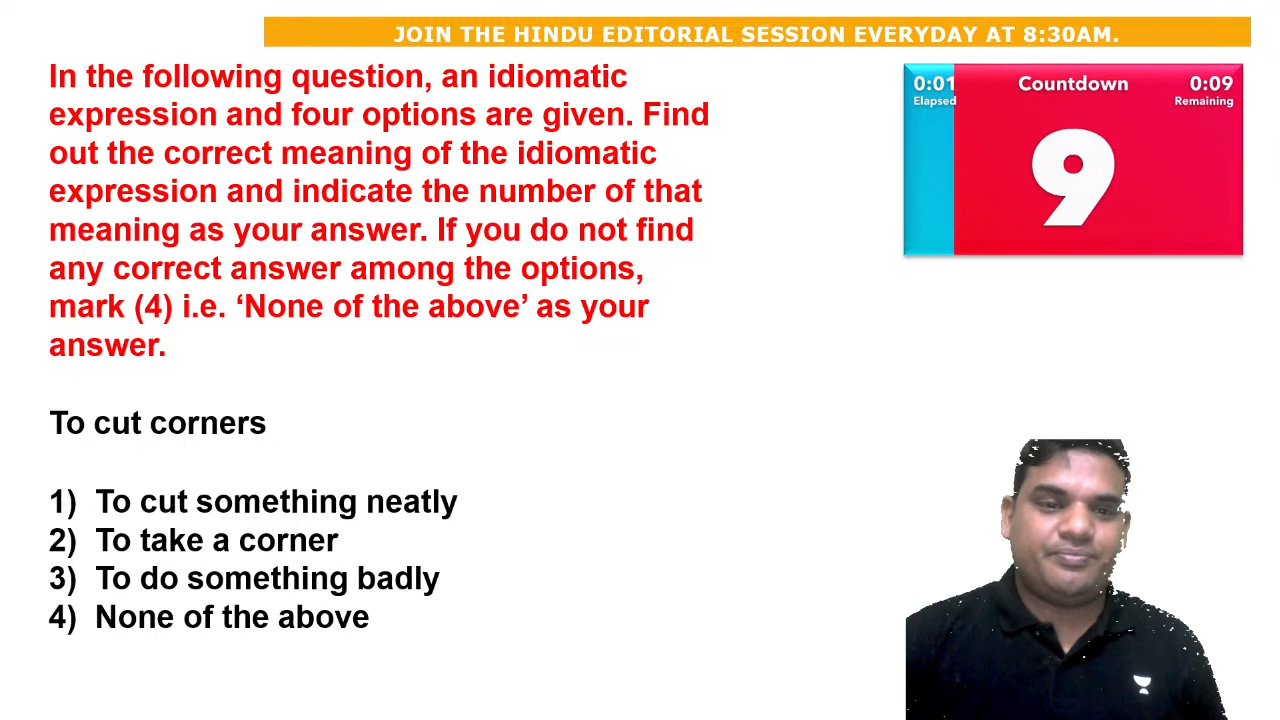 JOIN THE HINDU EDITORIAL SESSION EVERYDAY AT 8:30AM.
In the following question, an idiomatic
expression and four options are given. Find
out the correct meaning of the idiomatic
expression and indicate the number of that
meaning as your answer. If you do not find
any correct answer among the options,
mark (4) i.e. ‘None of the above’ as your
answer.
0:01 Countdown 0:09
Elapsed Remaining
9
To cut corners
1) To cut something neatly
2) To take a corner
3) To do something badly
4) None of the above